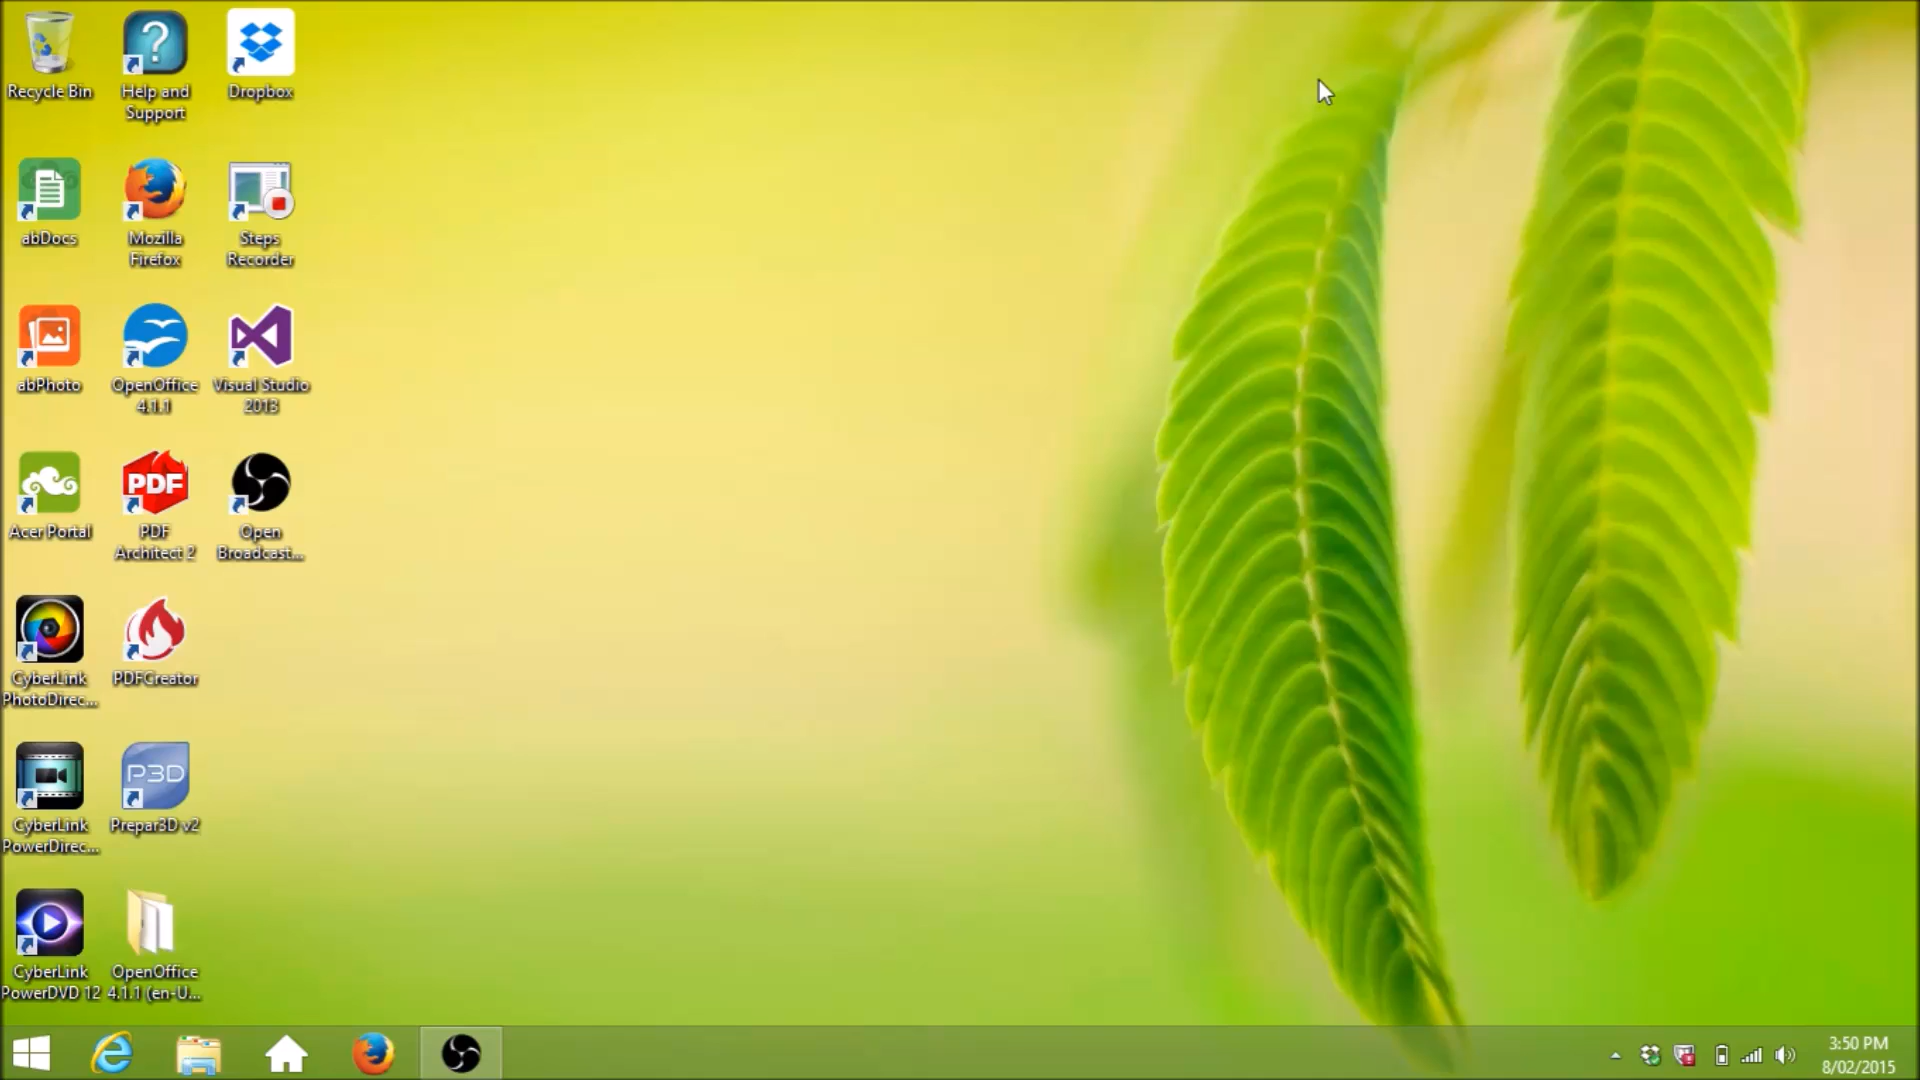 Recycle Bin
Help and
Support
Dropbox
abDocs
Mozilla
Firefox
Steps
Recorder
abPhoto
OpenOffice
4.1.1
Visual Studio
2013
Acer Portal
PDF
PDF
Architect 2
Open
Broadcast...
CyberLink
PhotoDirec...
PDFCreator
CyberLink
PowerDirec...
P3D
Prepar3D v2
CyberLink
PowerDVD 12
OpenOffice
4.1.1 (en-U...
3:50 PM
8/02/2015